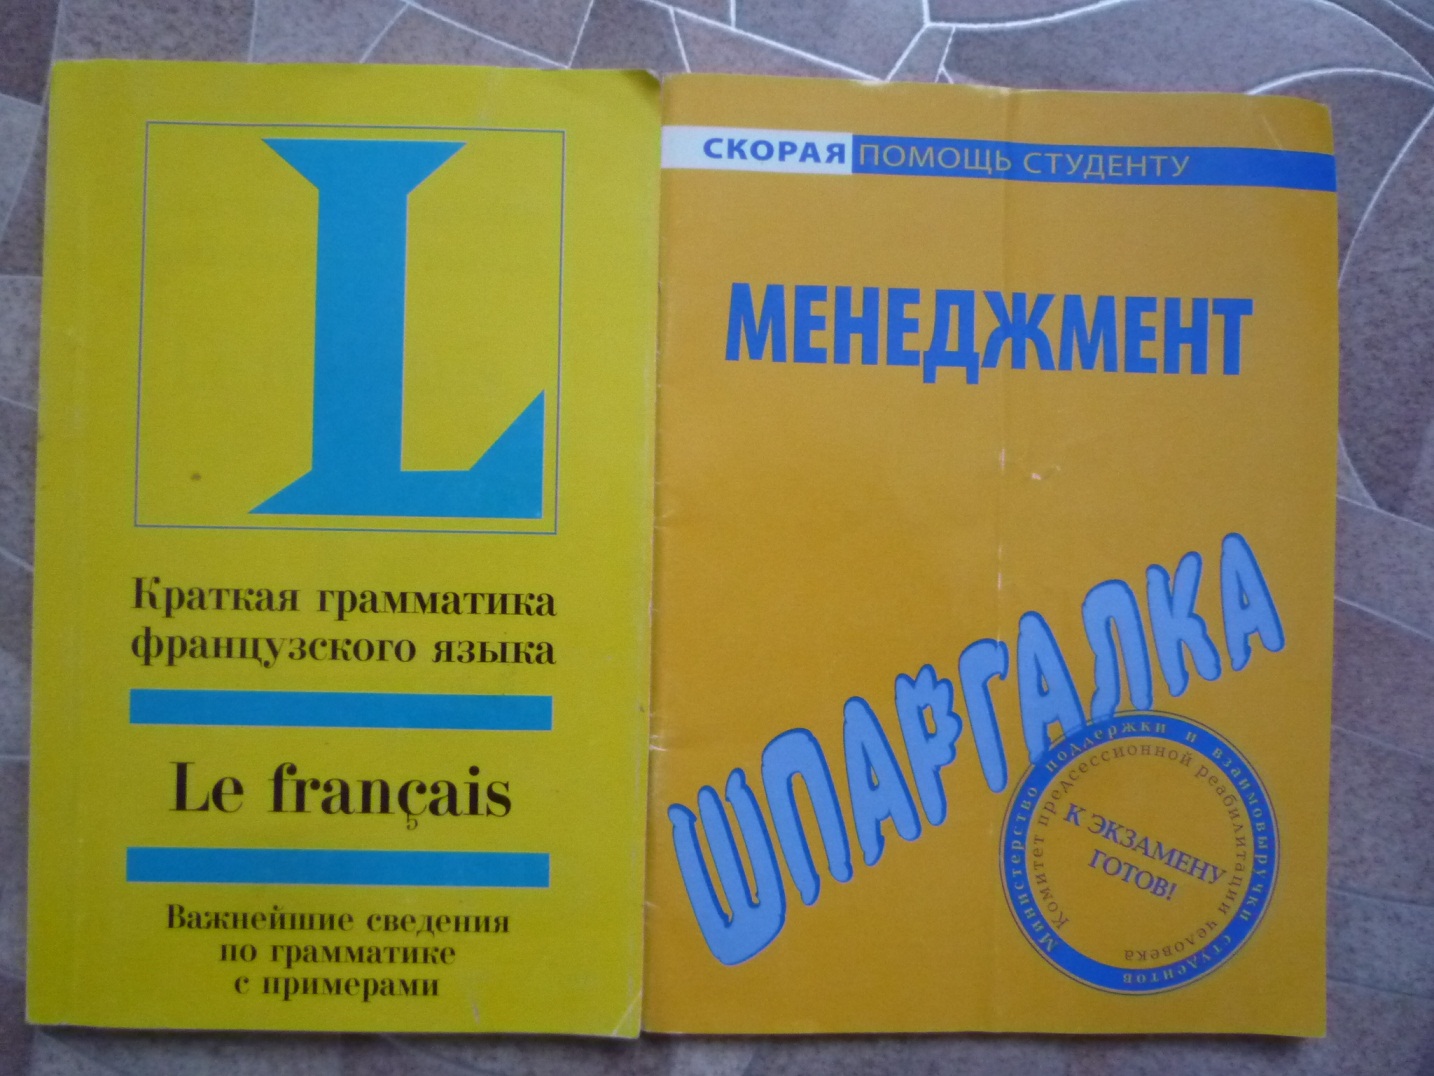 L
Краткая грамматика
французского языка
Le français
Важнейшие сведения
по грамматике
с примерами
СКОРАЯ ПОМОЩЬ СТУДЕНТУ
МЕНЕДЖМЕНТ
ШПАРГАЛКА
Министерство поддержки и взаимовыручки студентов
Комитет предсессионной реабилитации человека
К ЭКЗАМЕНУ
ГОТОВ!